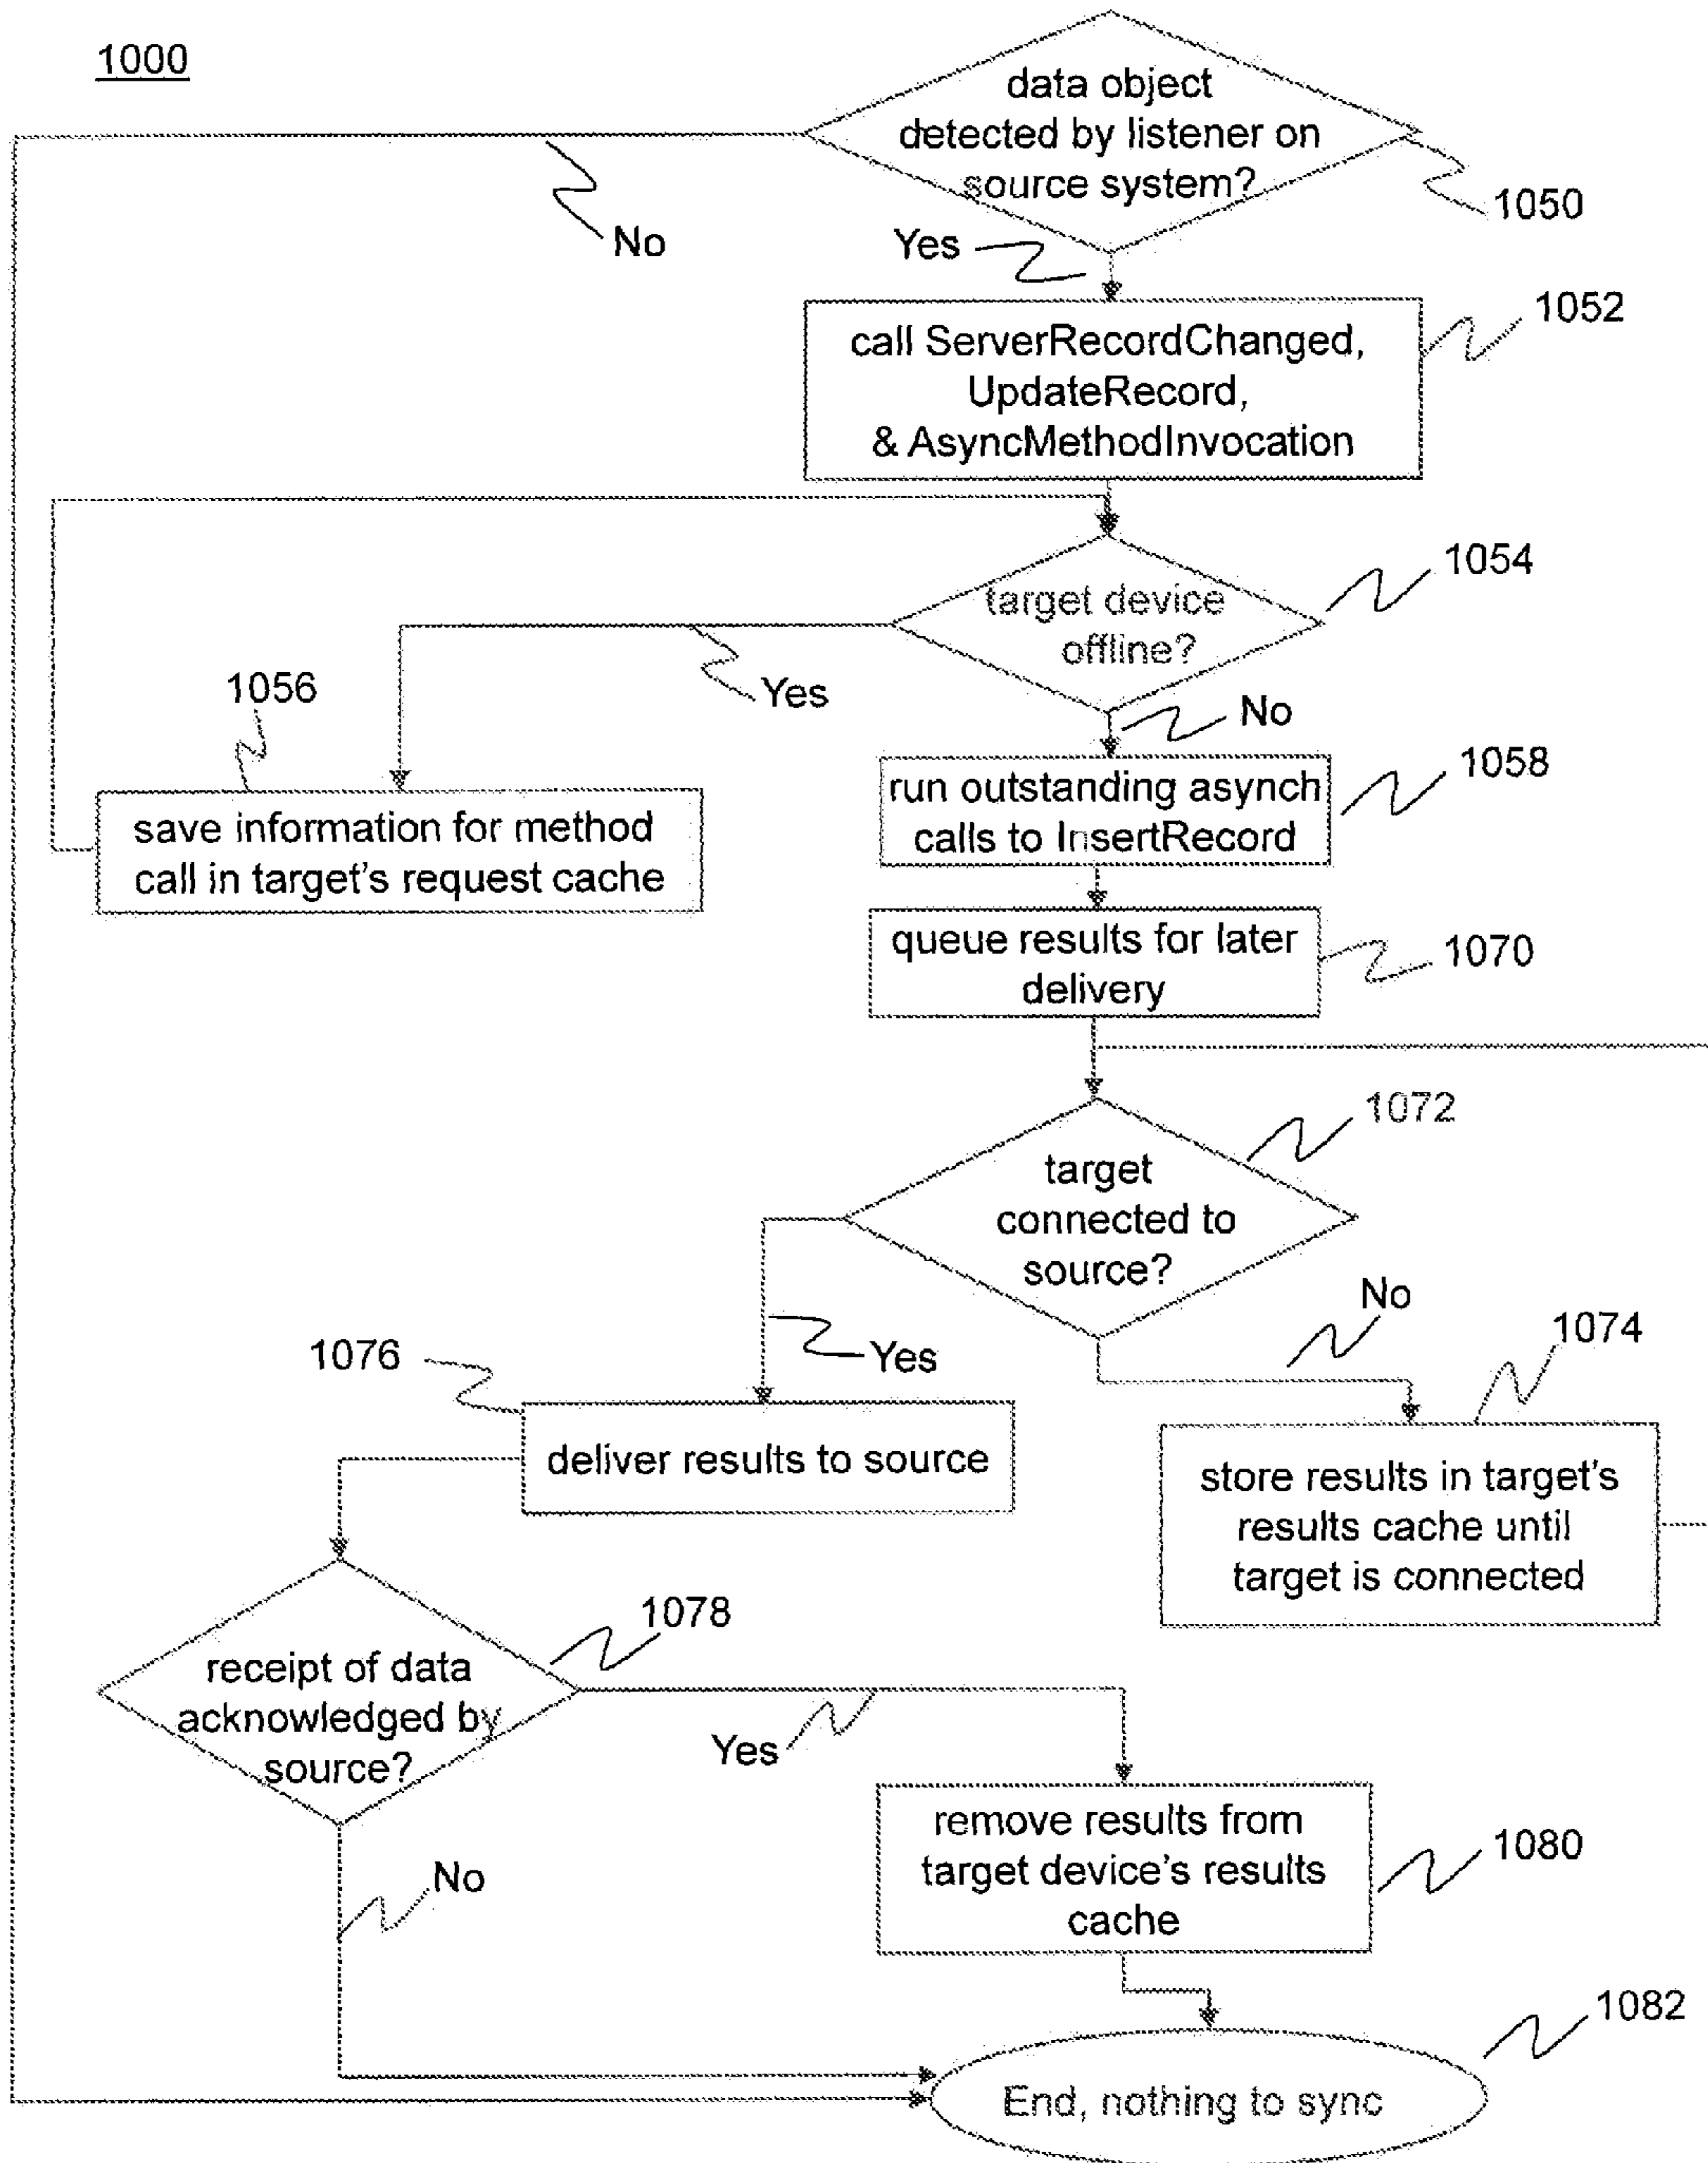 1000
data object
detected by listener on
source system?
1050
No
Yes
1052
call ServerRecordChanged,
UpdateRecord,
& AsyncMethodInvocation
1054
target device
offline?
1056
Yes
No
1058
save information for method
call in target's request cache
run outstanding asynch
calls to InsertRecord
queue results for later
delivery
1070
1072
target
connected to
source?
No
1074
1076
Yes
deliver results to source
store results in target's
results cache until
target is connected
1078
receipt of data
acknowledged by
source?
Yes
remove results from
target device's results
cache
1080
No
1082
End, nothing to sync